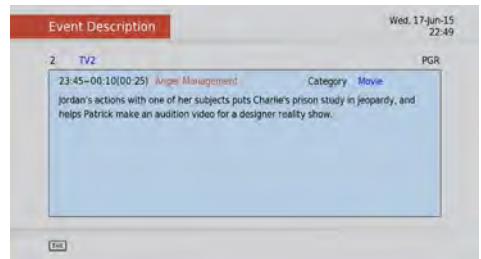 Event Description
Wed, 17-Jun-15
22:49
2 TV2 PGR
23:45~00:10(00:25) Anger Management Category Movie
Jordan's actions with one of her subjects puts Charlie's prison study in jeopardy, and
helps Patrick make an audition video for a designer reality show.